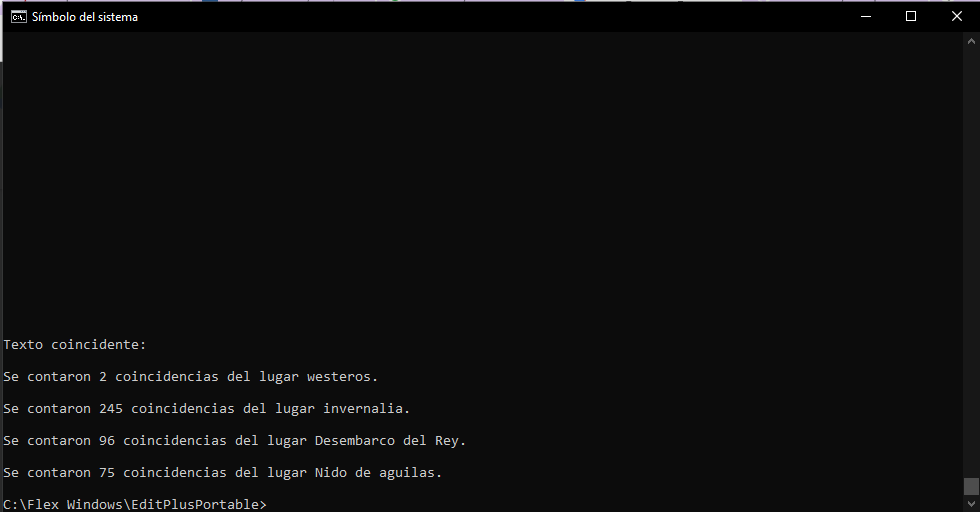 Símbolo del sistema
Texto coincidente:
Se contaron 2 coincidencias del lugar westeros.
Se contaron 245 coincidencias del lugar invernalia.
Se contaron 96 coincidencias del lugar Desembarco del Rey.
Se contaron 75 coincidencias del lugar Nido de aguilas.
C:\Flex Windows\EditPlusPortable>